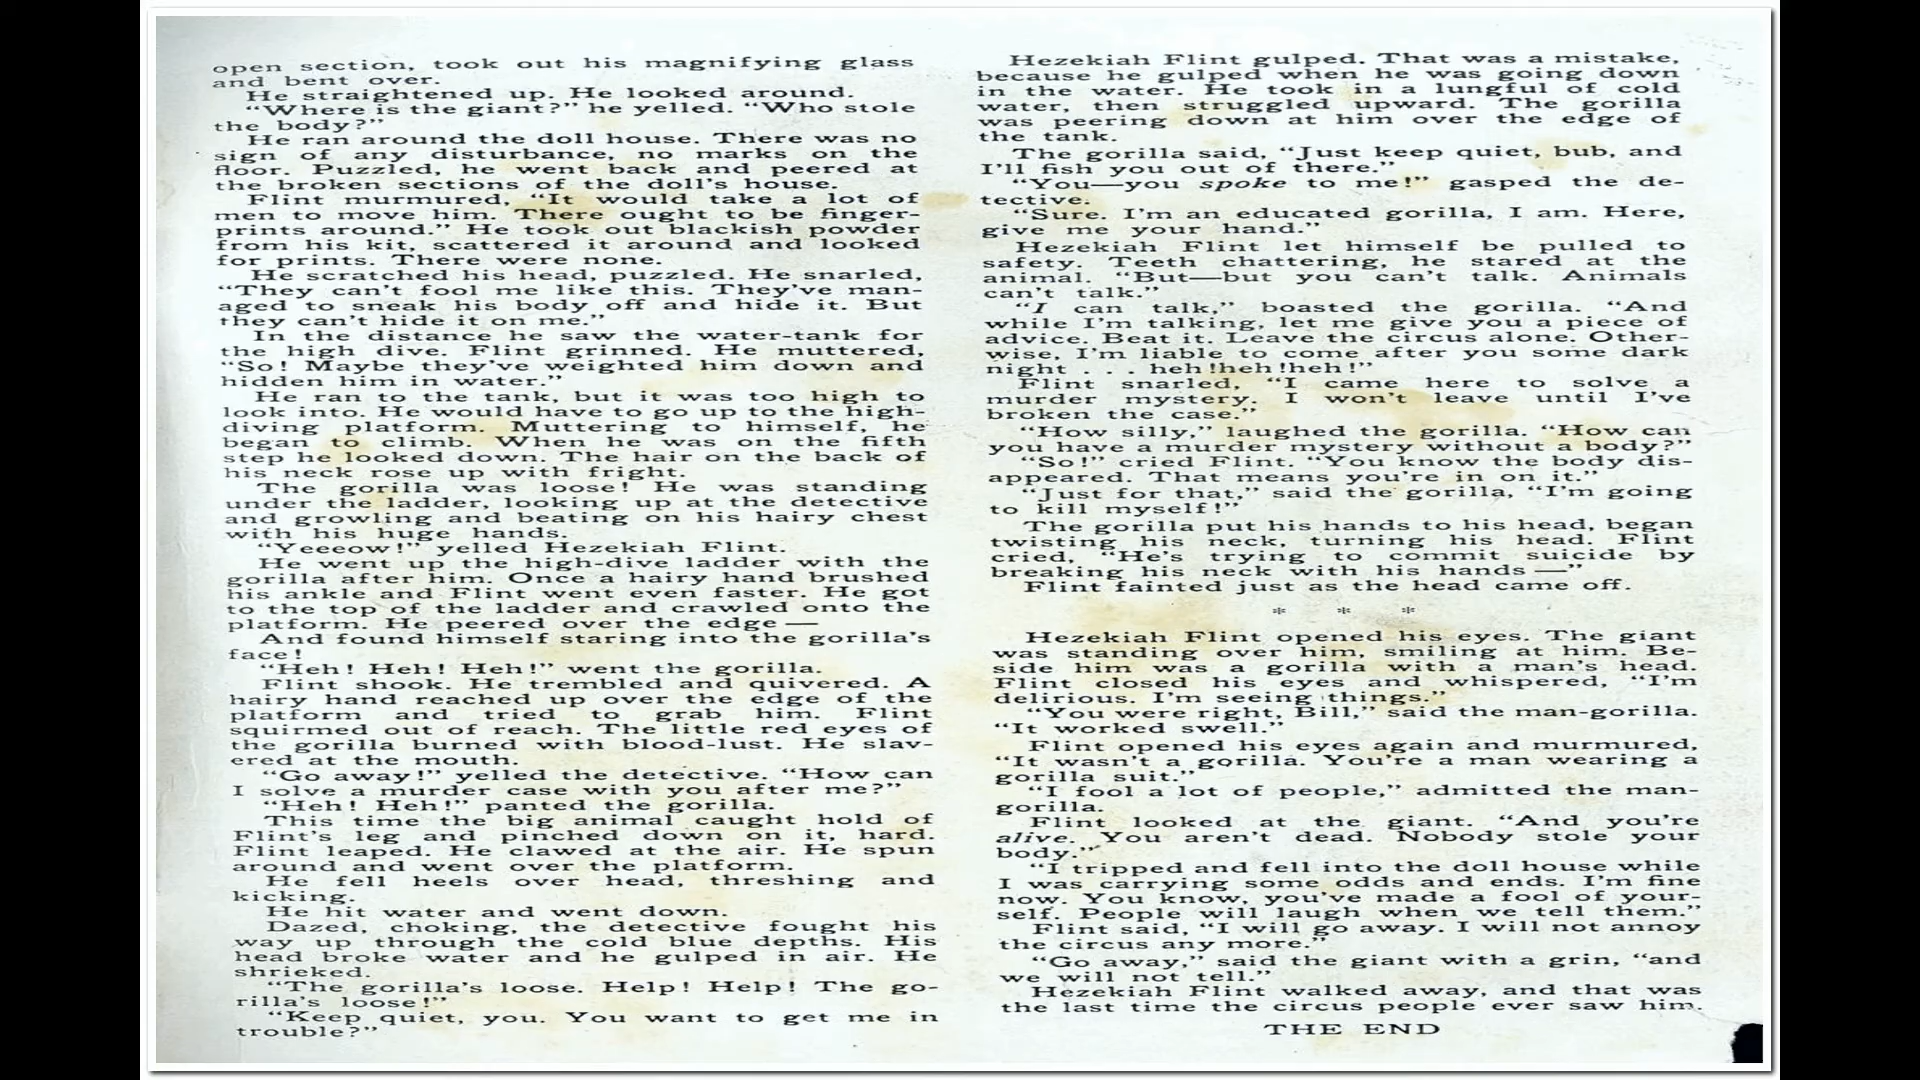 open section, took out his magnifying glass
and bent over.
He straightened up. He looked around.
“Where is the giant?” he yelled. “Who stole
the body?”
He ran around the doll house. There was no
sign of any disturbance, no marks on the
floor. Puzzled, he went back and peered at
the broken sections of the doll's house.
Flint murmured, “It would take a lot of
men to move him. There ought to be finger-
prints around.” He took out blackish powder
from his kit, scattered it around and looked
for prints. There were none.
He scratched his head, puzzled. He snarled,
“They can't fool me like this. They've man-
aged to sneak his body off and hide it. But
they can't hide it on me.”
In the distance he saw the water-tank for
the high dive. Flint grinned. He muttered,
“So! Maybe they've weighted him down and
hidden him in water.”
He ran to the tank, but it was too high to
look into. He would have to go up to the high-
diving platform. Muttering to himself, he
began to climb. When he was on the fifth
step he looked down. The hair on the back of
his neck rose up with fright.
The gorilla was loose! He was standing
under the ladder, looking up at the detective
and growling and beating on his hairy chest
with his huge hands.
“Yeeeow!” yelled Hezekiah Flint.
He went up the high-dive ladder with the
gorilla after him. Once a hairy hand brushed
his ankle and Flint went even faster. He got
to the top of the ladder and crawled onto the
platform. He peered over the edge —
And found himself staring into the gorilla's
face!
“Heh! Heh! Heh!” went the gorilla.
Flint shook. He trembled and quivered. A
hairy hand reached up over the edge of the
platform and tried to grab him. Flint
squirmed out of reach. The little red eyes of
the gorilla burned with blood-lust. He slav-
ered at the mouth.
“Go away!” yelled the detective. “How can
I solve a murder case with you after me?”
“Heh! Heh!” panted the gorilla.
This time the big animal caught hold of
Flint's leg and pinched down on it, hard.
Flint leaped. He clawed at the air. He spun
around and went over the platform.
He fell heels over head, threshing and
kicking.
He hit water and went down.
Dazed, choking, the detective fought his
way up through the cold blue depths. His
head broke water and he gulped in air. He
shrieked.
“The gorilla's loose. Help! Help! The go-
rilla's loose!”
“Keep quiet, you. You want to get me in
trouble?”
Hezekiah Flint gulped. That was a mistake,
because he gulped when he was going down
in the water. He took in a lungful of cold
water, then struggled upward. The gorilla
was peering down at him over the edge of
the tank.
The gorilla said, “Just keep quiet, bub, and
I'll fish you out of there.”
“You—you spoke to me!” gasped the de-
tective.
“Sure. I'm an educated gorilla, I am. Here,
give me your hand.”
Hezekiah Flint let himself be pulled to
safety. Teeth chattering, he stared at the
animal. “But—but you can't talk. Animals
can't talk.”
“I can talk,” boasted the gorilla. “And
while I'm talking, let me give you a piece of
advice. Beat it. Leave the circus alone. Other-
wise, I'm liable to come after you some dark
night . . . heh!heh!heh!”
Flint snarled, “I came here to solve a
murder mystery. I won't leave until I've
broken the case.”
“How silly,” laughed the gorilla. “How can
you have a murder mystery without a body?”
“So!” cried Flint. “You know the body dis-
appeared. That means you're in on it.”
“Just for that,” said the gorilla, “I'm going
to kill myself!”
The gorilla put his hands to his head, began
twisting his neck, turning his head. Flint
cried, “He's trying to commit suicide by
breaking his neck with his hands —”
Flint fainted just as the head came off.
* * *
Hezekiah Flint opened his eyes. The giant
was standing over him, smiling at him. Be-
side him was a gorilla with a man's head.
Flint closed his eyes and whispered, “I'm
delirious. I'm seeing things.”
“You were right, Bill,” said the man-gorilla.
“It worked swell.”
Flint opened his eyes again and murmured,
“It wasn't a gorilla. You're a man wearing a
gorilla suit.”
“I fool a lot of people,” admitted the man-
gorilla.
Flint looked at the giant. “And you're
alive. You aren't dead. Nobody stole your
body.”
“I tripped and fell into the doll house while
I was carrying some odds and ends. I'm fine
now. You know, you've made a fool of your-
self. People will laugh when we tell them.”
Flint said, “I will go away. I will not annoy
the circus any more.”
“Go away,” said the giant with a grin, “and
we will not tell.”
Hezekiah Flint walked away, and that was
the last time the circus people ever saw him.
THE END